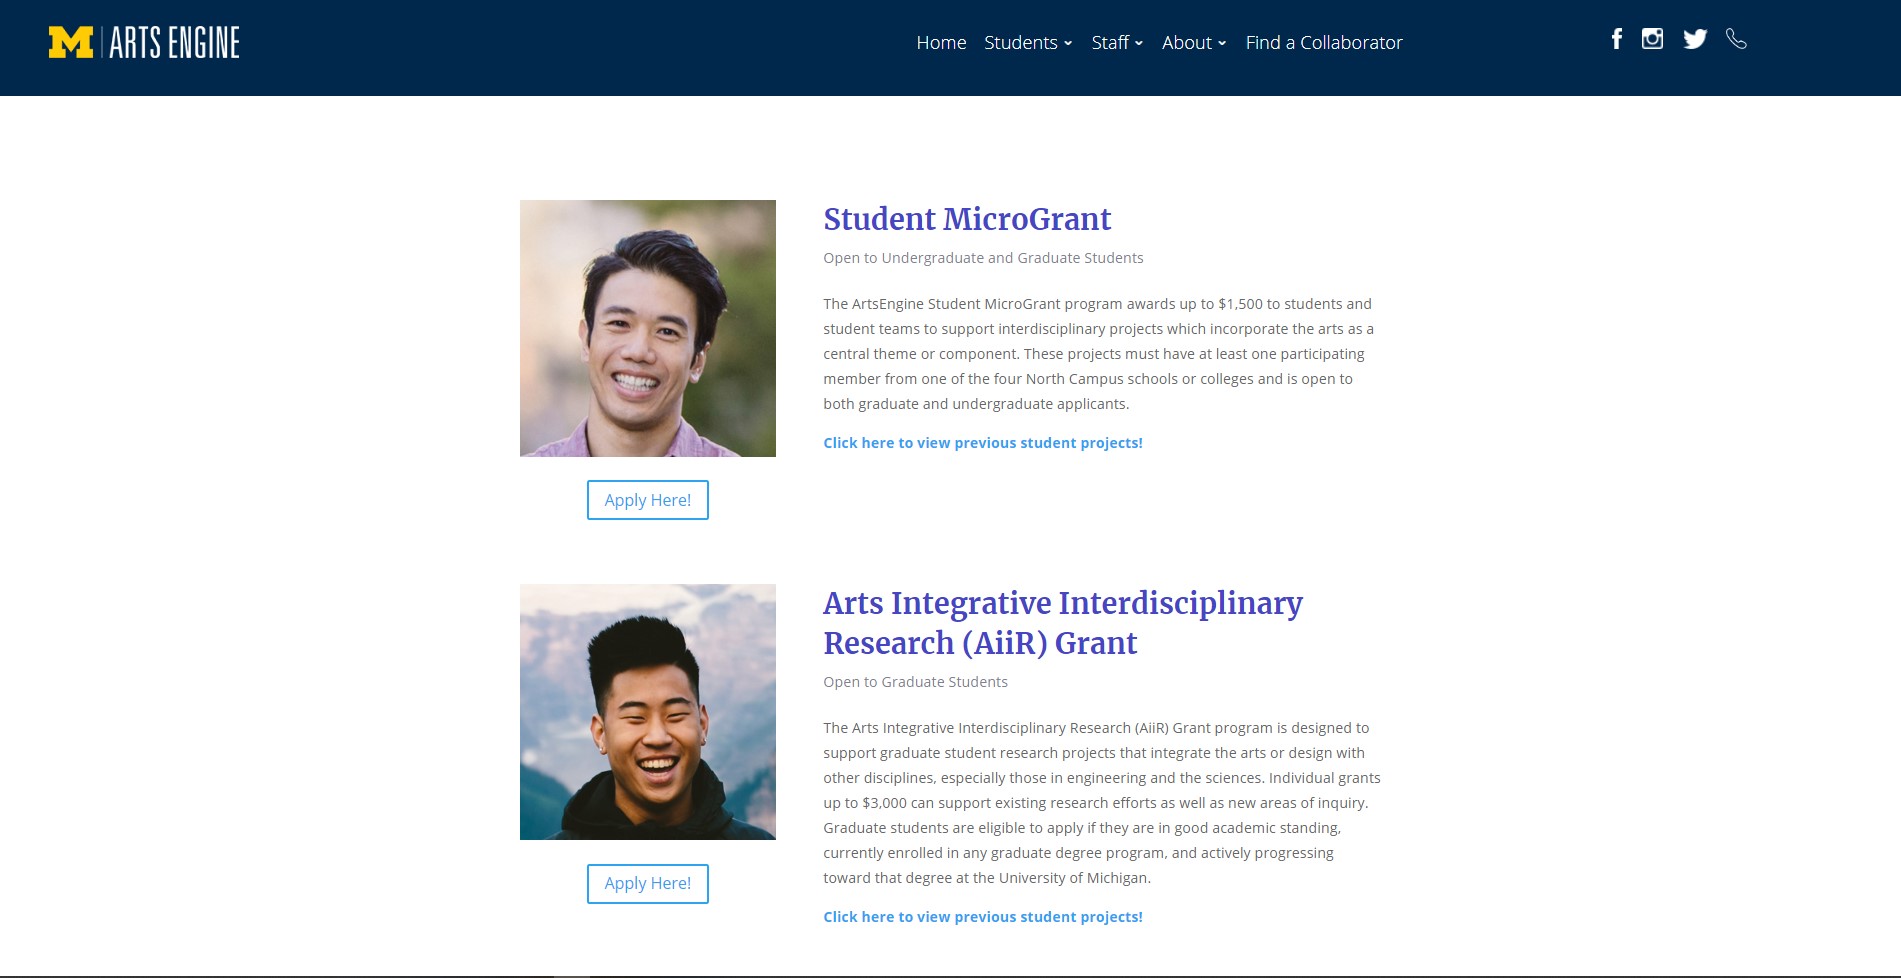 M | ARTS ENGINE
Home Students Staff About Find a Collaborator
Student MicroGrant
Open to Undergraduate and Graduate Students
The ArtsEngine Student MicroGrant program awards up to $1,500 to students and
student teams to support interdisciplinary projects which incorporate the arts as a
central theme or component. These projects must have at least one participating
member from one of the four North Campus schools or colleges and is open to
both graduate and undergraduate applicants.
Click here to view previous student projects!
Apply Here!
Arts Integrative Interdisciplinary
Research (AiiR) Grant
Open to Graduate Students
The Arts Integrative Interdisciplinary Research (AiiR) Grant program is designed to
support graduate student research projects that integrate the arts or design with
other disciplines, especially those in engineering and the sciences. Individual grants
up to $3,000 can support existing research efforts as well as new areas of inquiry.
Graduate students are eligible to apply if they are in good academic standing,
currently enrolled in any graduate degree program, and actively progressing
toward that degree at the University of Michigan.
Click here to view previous student projects!
Apply Here!